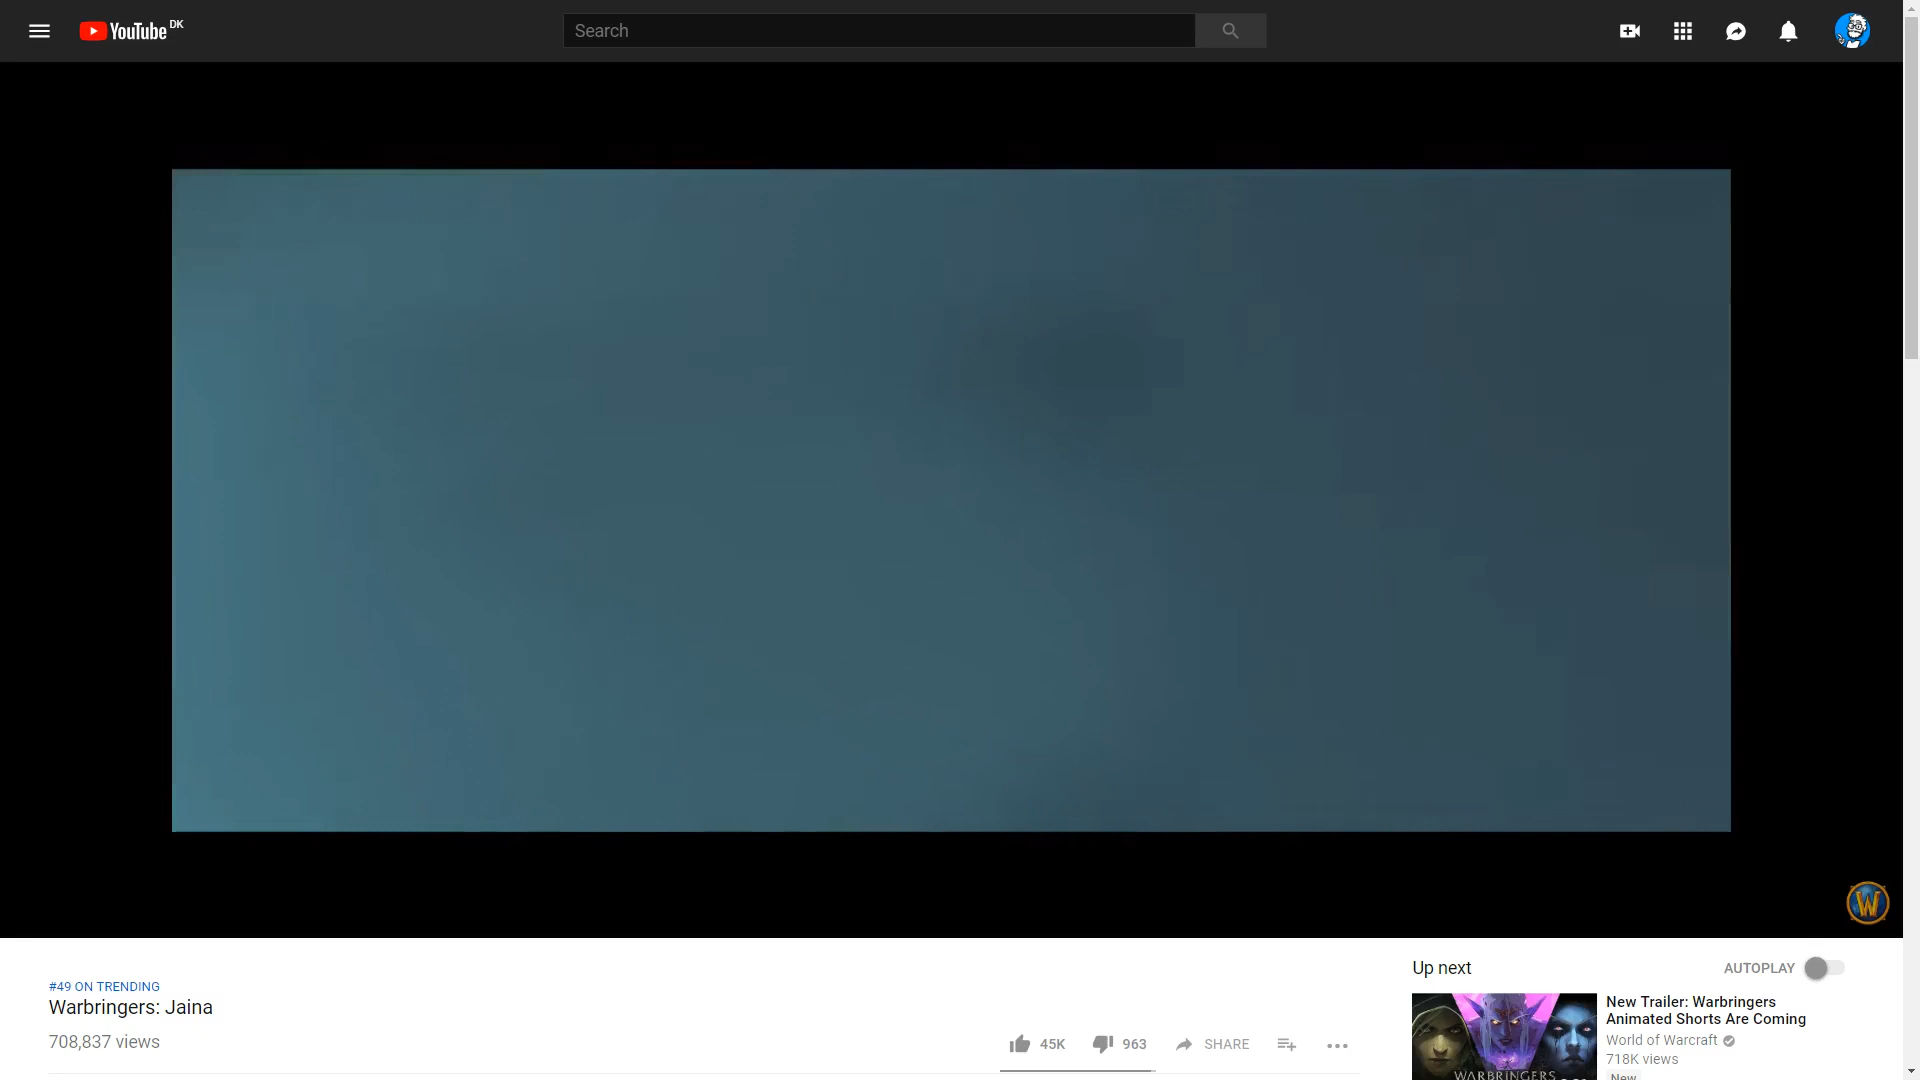 YouTube DK
Search
#49 ON TRENDING
Warbringers: Jaina
708,837 views
45K
963
SHARE
Up next
AUTOPLAY
New Trailer: Warbringers
Animated Shorts Are Coming
World of Warcraft
718K views
New
WARBRINGERS
W